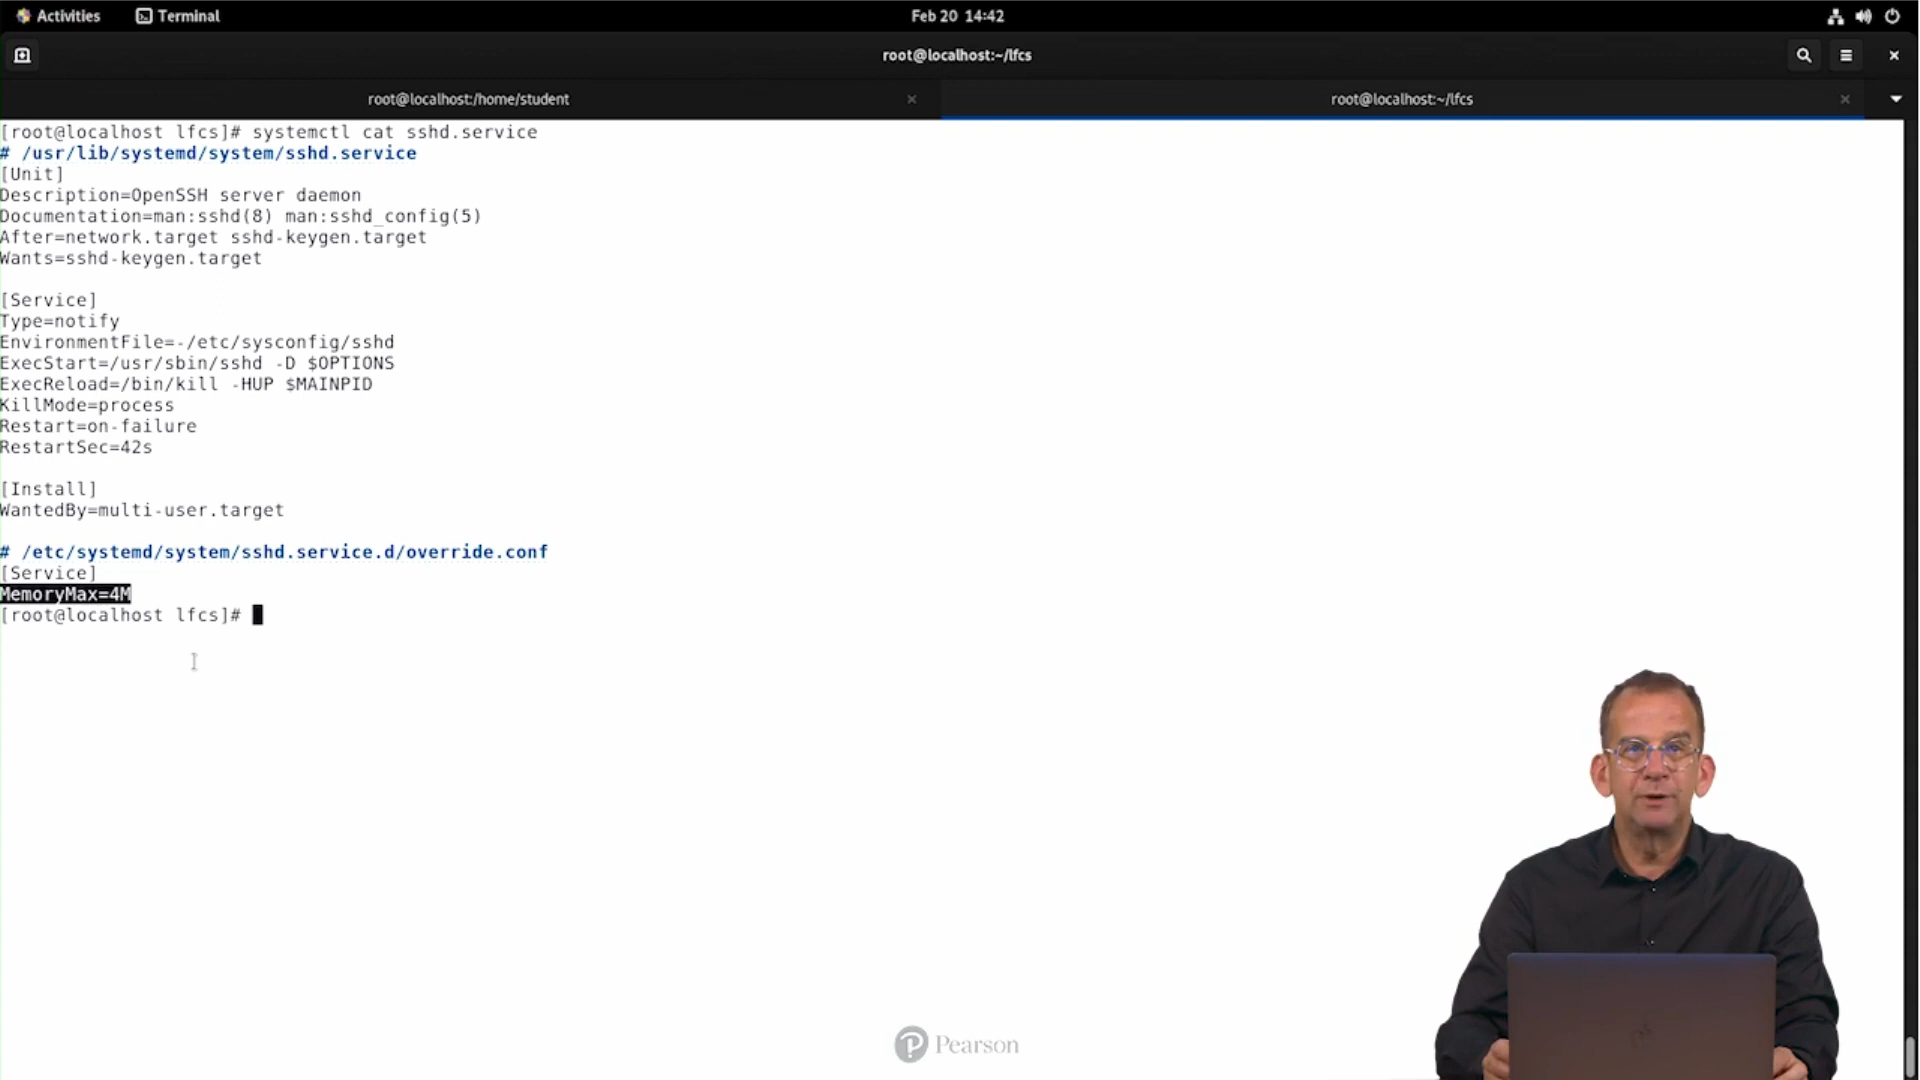 Activities
Terminal
Feb 20 14:42
root@localhost:~/lfcs
root@localhost:/home/student
root@localhost:~/lfcs
[root@localhost lfcs]# systemctl cat sshd.service
# /usr/lib/systemd/system/sshd.service
[Unit]
Description=OpenSSH server daemon
Documentation=man:sshd(8) man:sshd_config(5)
After=network.target sshd-keygen.target
Wants=sshd-keygen.target
[Service]
Type=notify
EnvironmentFile=-/etc/sysconfig/sshd
ExecStart=/usr/sbin/sshd -D $OPTIONS
ExecReload=/bin/kill -HUP $MAINPID
KillMode=process
Restart=on-failure
RestartSec=42s
[Install]
WantedBy=multi-user.target
# /etc/systemd/system/sshd.service.d/override.conf
[Service]
MemoryMax=4M
[root@localhost lfcs]#
Pearson